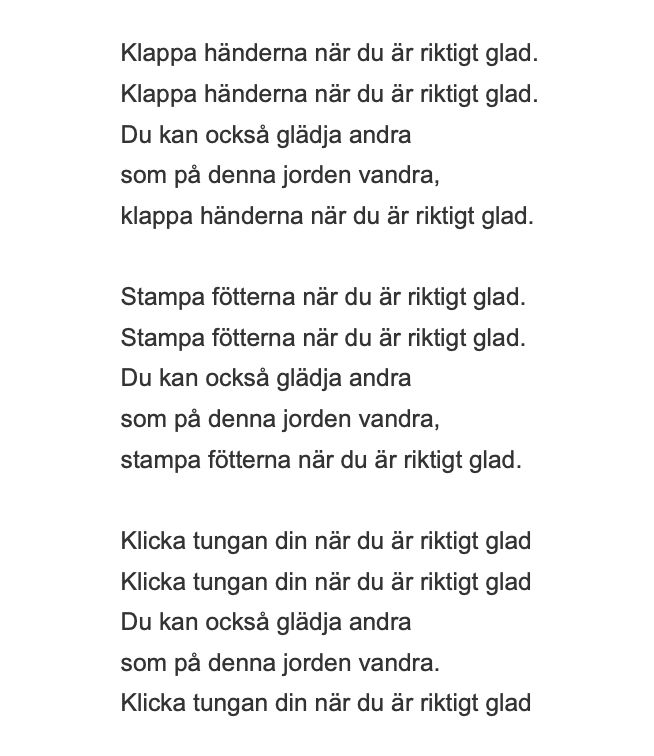 Klappa händerna när du är riktigt glad.
Klappa händerna när du är riktigt glad.
Du kan också glädja andra
som på denna jorden vandra,
klappa händerna när du är riktigt glad.

Stampa fötterna när du är riktigt glad.
Stampa fötterna när du är riktigt glad.
Du kan också glädja andra
som på denna jorden vandra,
stampa fötterna när du är riktigt glad.

Klicka tungan din när du är riktigt glad
Klicka tungan din när du är riktigt glad
Du kan också glädja andra
som på denna jorden vandra.
Klicka tungan din när du är riktigt glad